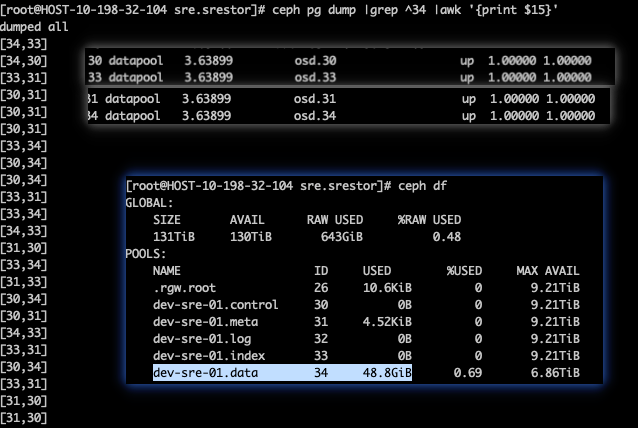 [root@HOST-10-198-32-104 sre.srestor]# ceph pg dump |grep ^34 |awk '{print $15}'
dumped all
[34,33]
[34,30]
[33,31]
[30,31]
[30,31]
[30,31]
[33,34]
[30,34]
[30,34]
[33,31]
[33,34]
[34,33]
[31,30]
[33,34]
[31,33]
[30,34]
[30,31]
[34,33]
[33,31]
[30,34]
[33,31]
[31,30]
[31,30]
30 datapool 3.63899 osd.30 up 1.00000 1.00000
33 datapool 3.63899 osd.33 up 1.00000 1.00000
31 datapool 3.63899 osd.31 up 1.00000 1.00000
34 datapool 3.63899 osd.34 up 1.00000 1.00000
[root@HOST-10-198-32-104 sre.srestor]# ceph df
GLOBAL:
SIZE AVAIL RAW USED %RAW USED
131TiB 130TiB 643GiB 0.48
POOLS:
NAME ID USED %USED MAX AVAIL
.rgw.root 26 10.6KiB 0 9.21TiB
dev-sre-01.control 30 0B 0 9.21TiB
dev-sre-01.meta 31 4.52KiB 0 9.21TiB
dev-sre-01.log 32 0B 0 9.21TiB
dev-sre-01.index 33 0B 0 9.21TiB
dev-sre-01.data 34 48.8GiB 0.69 6.86TiB